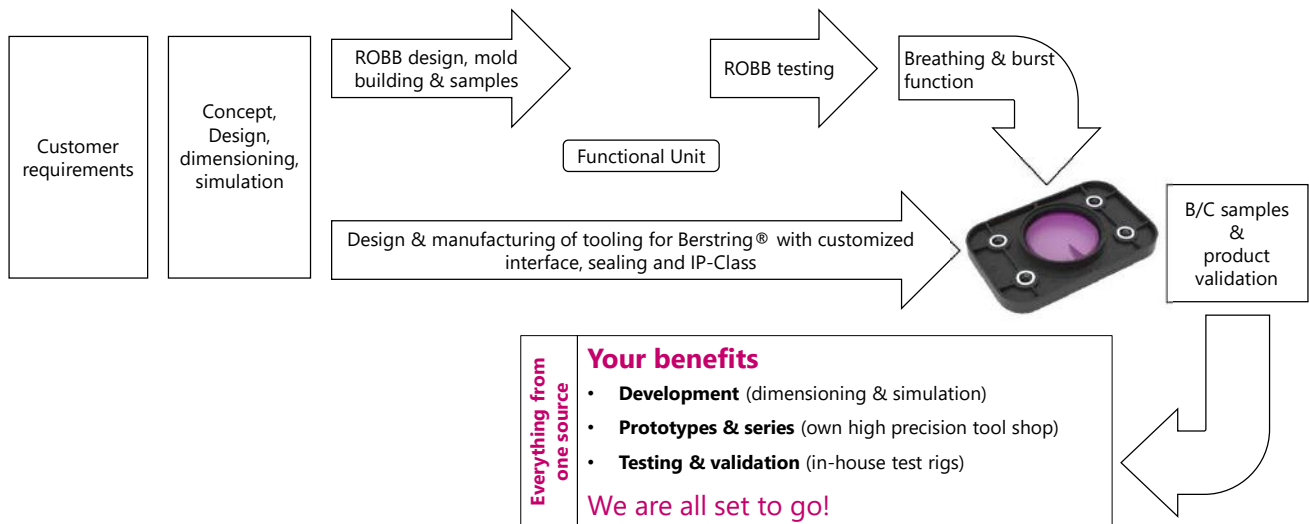 Customer
requirements
Concept,
Design,
dimensioning,
simulation
ROBB design, mold
building & samples
ROBB testing
Breathing & burst
function
Functional Unit
Design & manufacturing of tooling for Berstring® with customized
interface, sealing and IP-Class
B/C samples
&
product
validation
Everything from
one source
Your benefits
• Development (dimensioning & simulation)
• Prototypes & series (own high precision tool shop)
• Testing & validation (in-house test rigs)
We are all set to go!